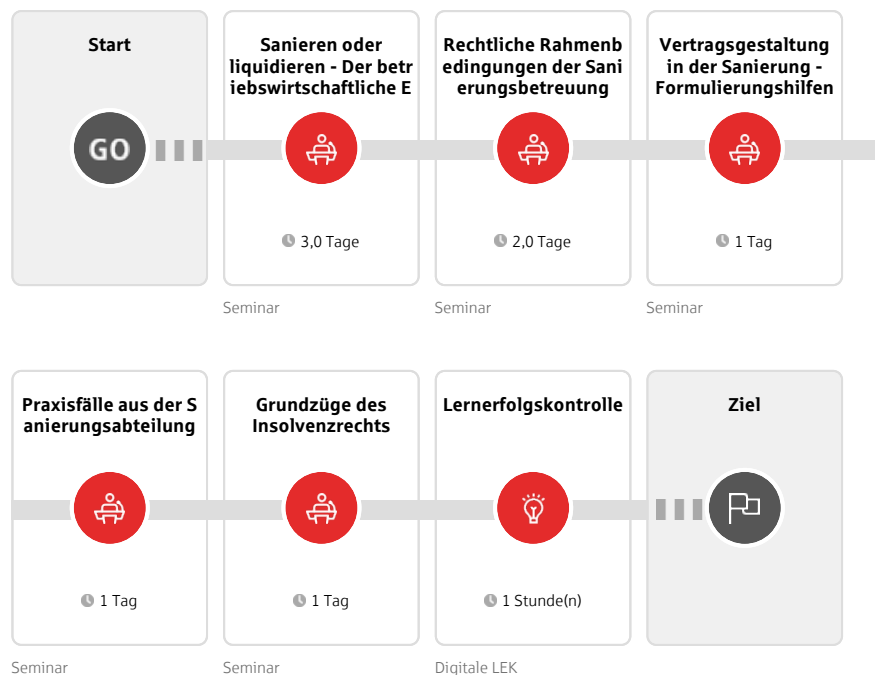 Start
GO
Sanieren oder
liquidieren - Der betr
iebswirtschaftliche E
3,0 Tage
Seminar
Rechtliche Rahmenb
edingungen der Sani
erungsbetreuung
2,0 Tage
Seminar
Vertragsgestaltung
in der Sanierung -
Formulierungshilfen
1 Tag
Seminar
Praxisfälle aus der S
anierungsabteilung
1 Tag
Seminar
Grundzüge des
Insolvenzrechts
1 Tag
Seminar
Lernerfolgskontrolle
1 Stunde(n)
Digitale LEK
Ziel